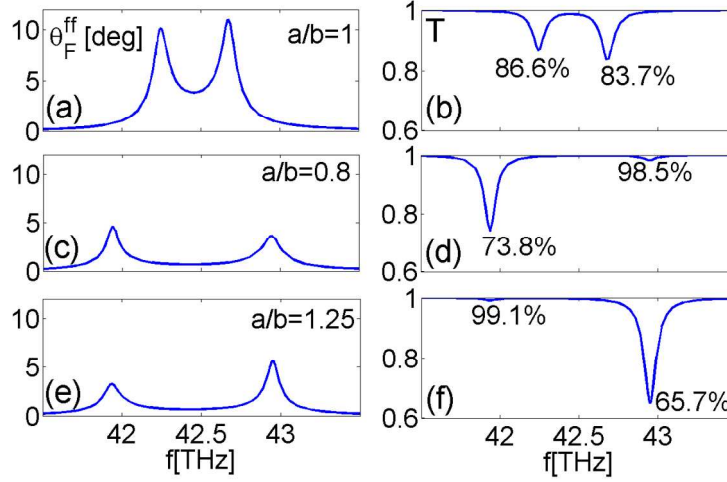 10
5
0
θ_F^ff [deg]
a/b=1
(a)
1
0.8
0.6
T
86.6%
83.7%
(b)
10
5
0
a/b=0.8
(c)
1
0.8
0.6
98.5%
73.8%
(d)
10
5
0
a/b=1.25
(e)
42
42.5
43
f[THz]
1
0.8
0.6
99.1%
65.7%
(f)
42
42.5
43
f[THz]